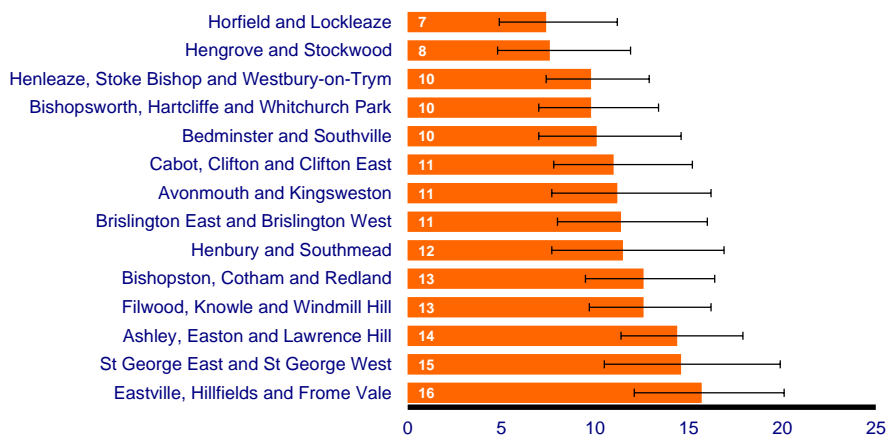 Horfield and Lockleaze 7
Hengrove and Stockwood 8
Henleaze, Stoke Bishop and Westbury-on-Trym 10
Bishopsworth, Hartcliffe and Whitchurch Park 10
Bedminster and Southville 10
Cabot, Clifton and Clifton East 11
Avonmouth and Kingsweston 11
Brislington East and Brislington West 11
Henbury and Southmead 12
Bishopston, Cotham and Redland 13
Filwood, Knowle and Windmill Hill 13
Ashley, Easton and Lawrence Hill 14
St George East and St George West 15
Eastville, Hillfields and Frome Vale 16
0 5 10 15 20 25